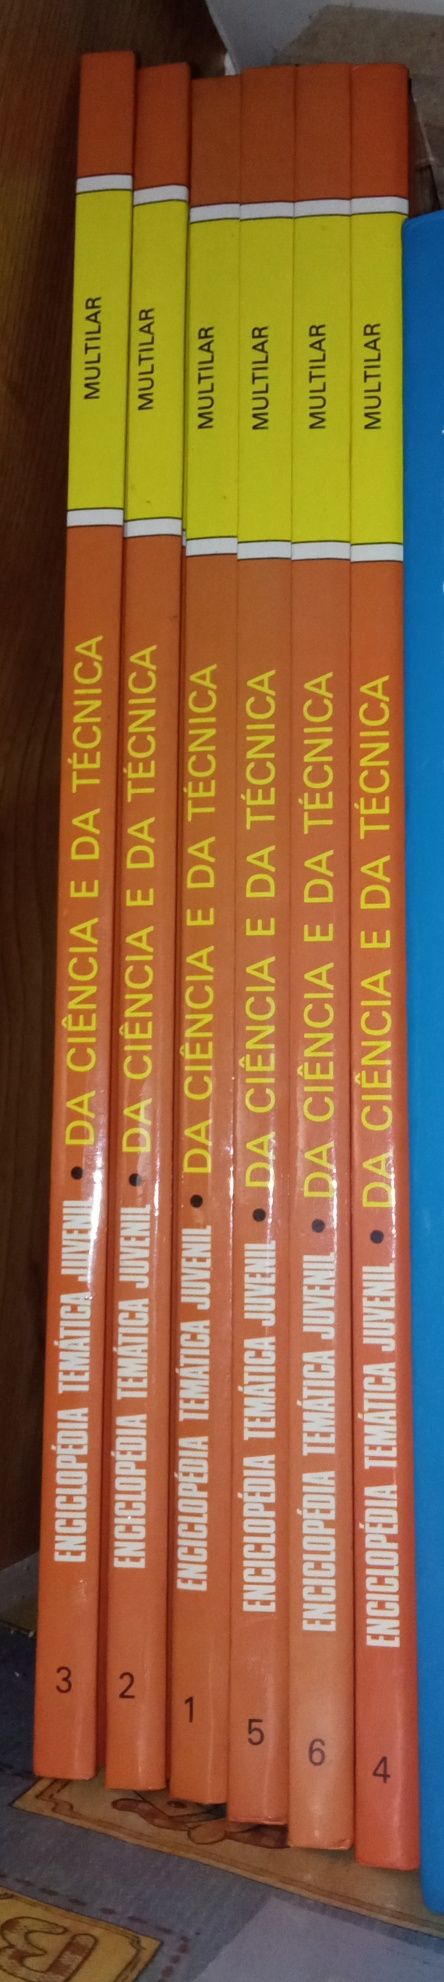 MULTILAR
ENCICLOPÉDIA TEMÁTICA JUVENIL • DA CIÊNCIA E DA TÉCNICA
3
MULTILAR
ENCICLOPÉDIA TEMÁTICA JUVENIL • DA CIÊNCIA E DA TÉCNICA
2
MULTILAR
ENCICLOPÉDIA TEMÁTICA JUVENIL • DA CIÊNCIA E DA TÉCNICA
1
MULTILAR
ENCICLOPÉDIA TEMÁTICA JUVENIL • DA CIÊNCIA E DA TÉCNICA
5
MULTILAR
ENCICLOPÉDIA TEMÁTICA JUVENIL • DA CIÊNCIA E DA TÉCNICA
6
MULTILAR
ENCICLOPÉDIA TEMÁTICA JUVENIL • DA CIÊNCIA E DA TÉCNICA
4